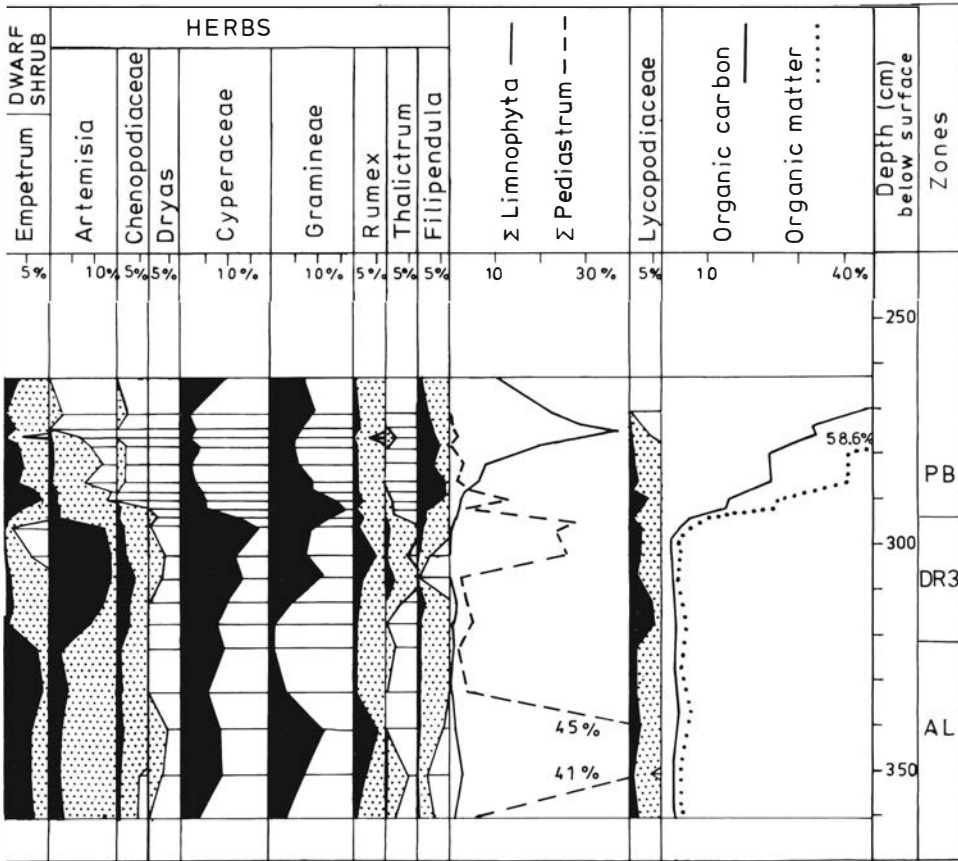 DWARF
SHRUB
HERBS
Empetrum
Artemisia
Chenopodiaceae
Dryas
Cyperaceae
Gramineae
Rumex
Thalictrum
Filipendula
Σ Limnophyta
Σ Pediastrum
Lycopodiaceae
Organic carbon
Organic matter
Depth (cm)
below surface
Zones
5% 10% 5% 5% 10% 10% 5% 5% 5% 10 30% 5% 10 40%
250
58.6%
PB
300
DR3
45%
AL
41%
350